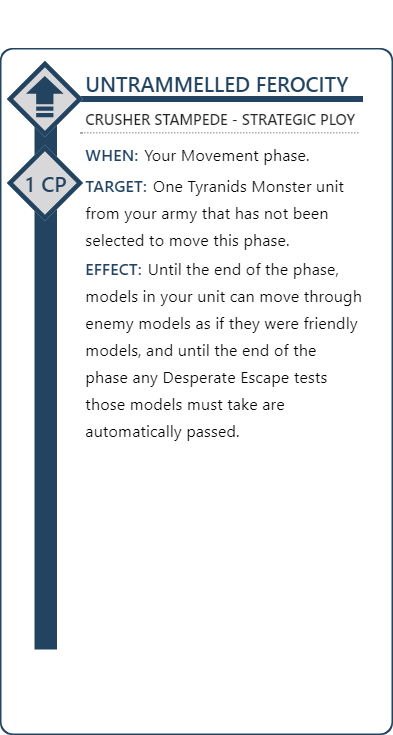 UNTRAMMELLED FEROCITY
CRUSHER STAMPEDE - STRATEGIC PLOY
1 CP
WHEN: Your Movement phase.
TARGET: One Tyranids Monster unit
from your army that has not been
selected to move this phase.
EFFECT: Until the end of the phase,
models in your unit can move through
enemy models as if they were friendly
models, and until the end of the
phase any Desperate Escape tests
those models must take are
automatically passed.